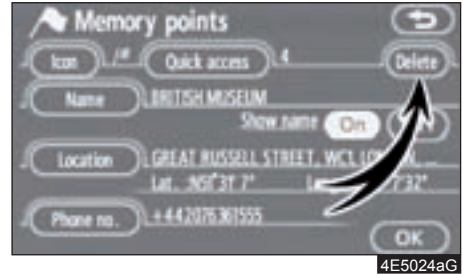 Memory points
Icon Quick access 4 Delete
Name BRITISH MUSEUM
Show name On
Location GREAT RUSSELL STREET, WC1,
Lat.
Phone no. +442076361555
OK
4E5024aG